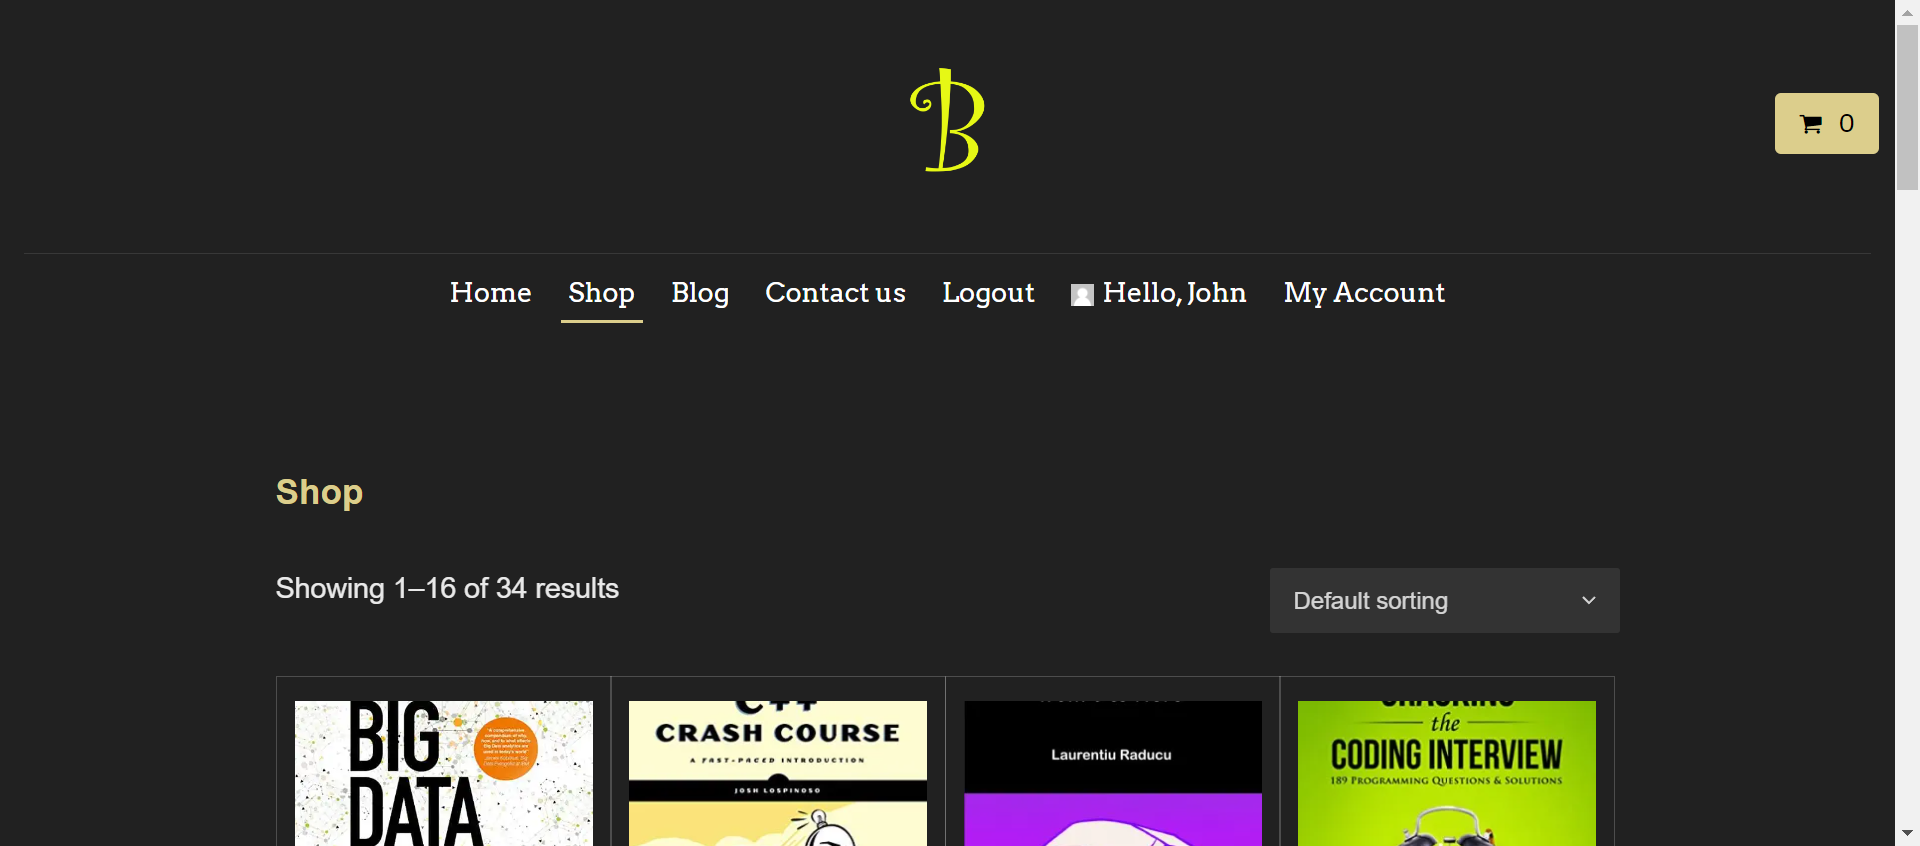 B
0
Home Shop Blog Contact us Logout Hello, John My Account
Shop
Showing 1–16 of 34 results
Default sorting
BIG
DATA
C++
CRASH COURSE
A FAST-PACED INTRODUCTION
JOSH LOSPINOSO
Laurentiu Raducu
CRACKING
the
CODING INTERVIEW
189 PROGRAMMING QUESTIONS & SOLUTIONS